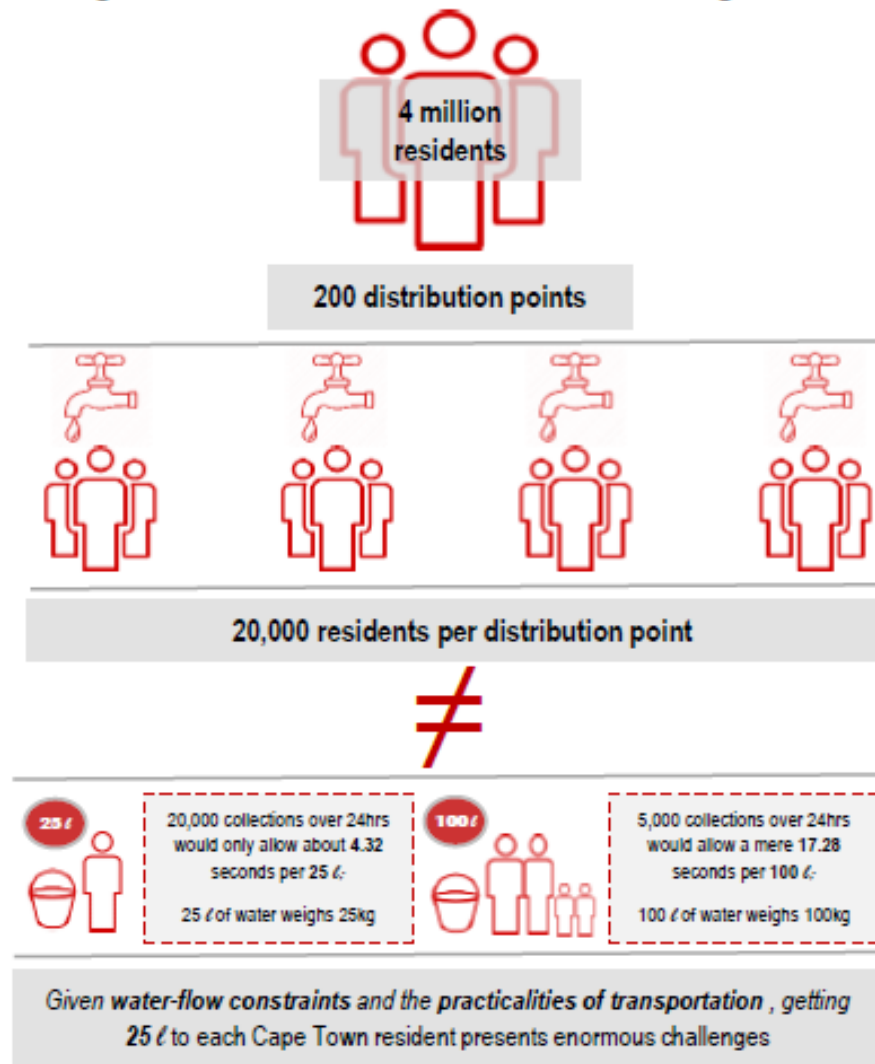 4 million
residents
200 distribution points
20,000 residents per distribution point
≠
25 ℓ
20,000 collections over 24hrs
would only allow about 4.32
seconds per 25 ℓ;-
25 ℓ of water weighs 25kg
100 ℓ
5,000 collections over 24hrs
would allow a mere 17.28
seconds per 100 ℓ;-
100 ℓ of water weighs 100kg
Given water-flow constraints and the practicalities of transportation , getting
25 ℓ to each Cape Town resident presents enormous challenges